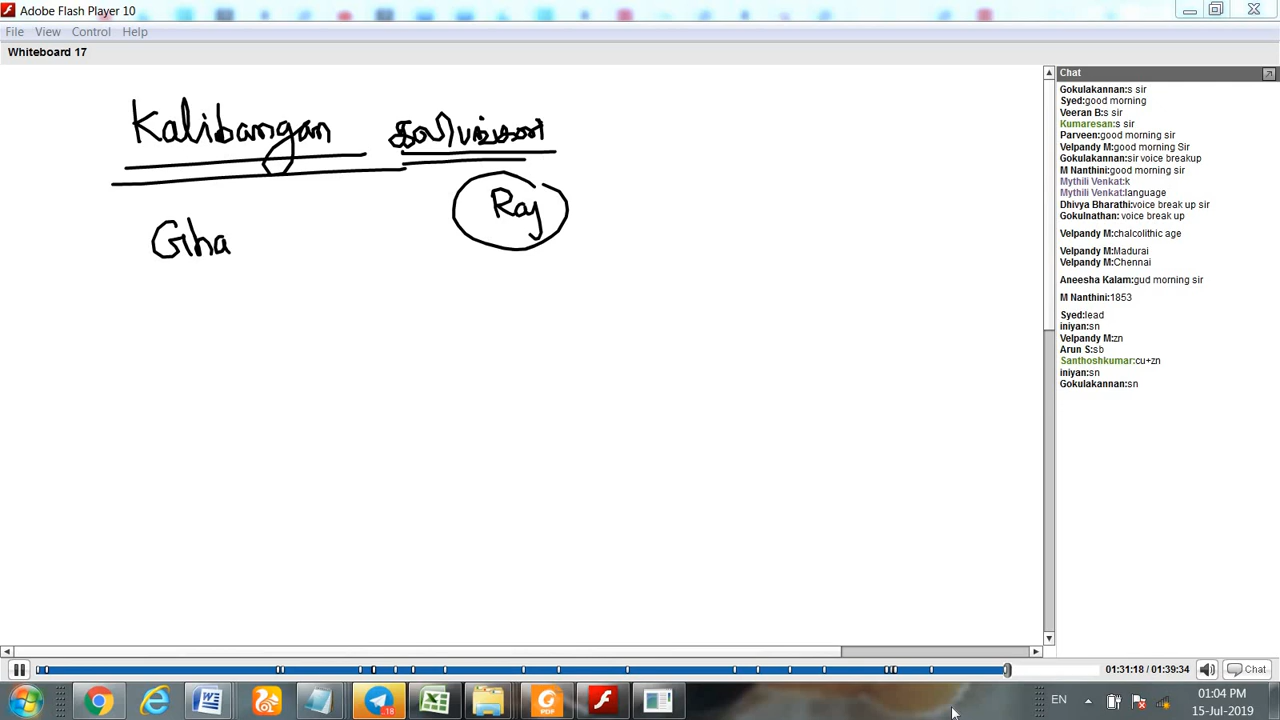 Adobe Flash Player 10
File View Control Help
Whiteboard 17
Kalibangan காலிபங்கன்
Raj
Gha
Chat
Gokulakannan:s sir
Syed:good morning
Veeran B:s sir
Kumaresan:s sir
Parveen:good morning sir
Velpandy M:good morning Sir
Gokulakannan:sir voice breakup
M Nanthini:good morning sir
Mythili Venkat:k
Mythili Venkat:language
Dhivya Bharathi:voice break up sir
Gokulnathan: voice break up
Velpandy M:chalcolithic age
Velpandy M:Madurai
Velpandy M:Chennai
Aneesha Kalam:gud morning sir
M Nanthini:1853
Syed:lead
iniyan:sn
Velpandy M:zn
Arun S:sb
Santhoshkumar:cu+zn
iniyan:sn
Gokulakannan:sn
01:31:18 / 01:39:34 Chat
18
EN
01:04 PM
15-Jul-2019